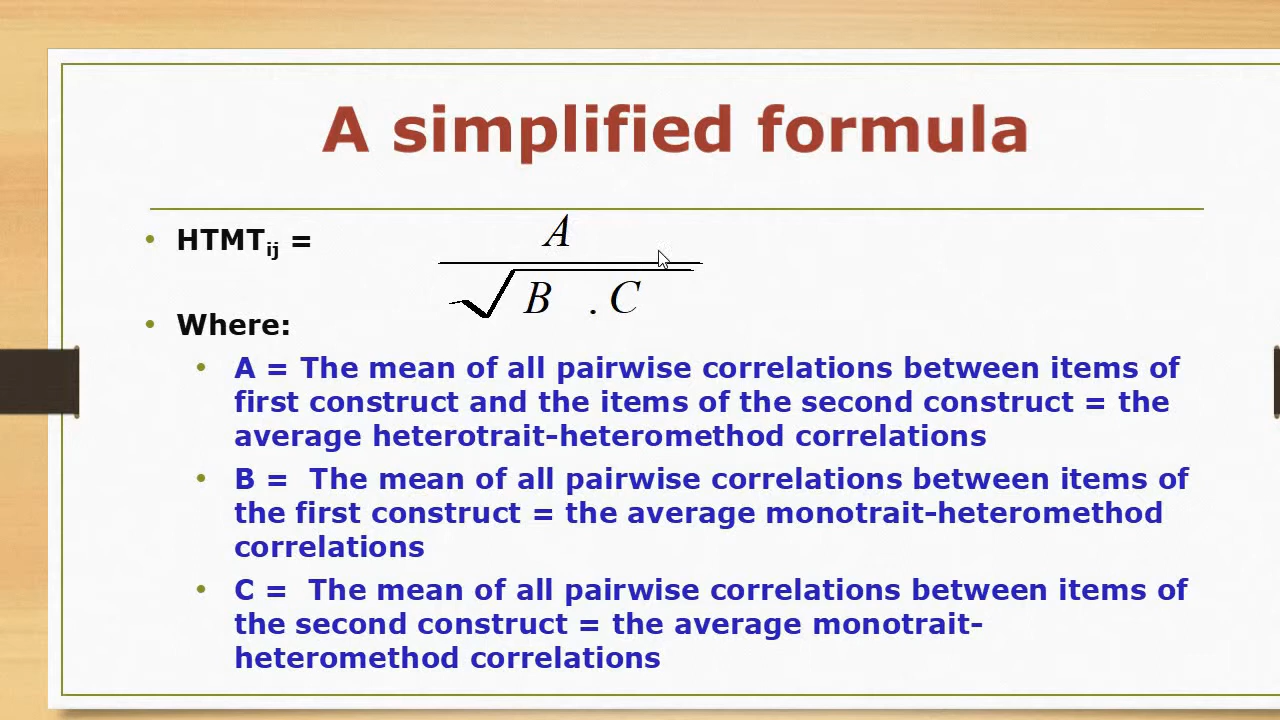 A simplified formula
• HTMTij =
A
√B . C
• Where:
• A = The mean of all pairwise correlations between items of
first construct and the items of the second construct = the
average heterotrait-heteromethod correlations
• B =  The mean of all pairwise correlations between items of
the first construct = the average monotrait-heteromethod
correlations
• C =  The mean of all pairwise correlations between items of
the second construct = the average monotrait-
heteromethod correlations